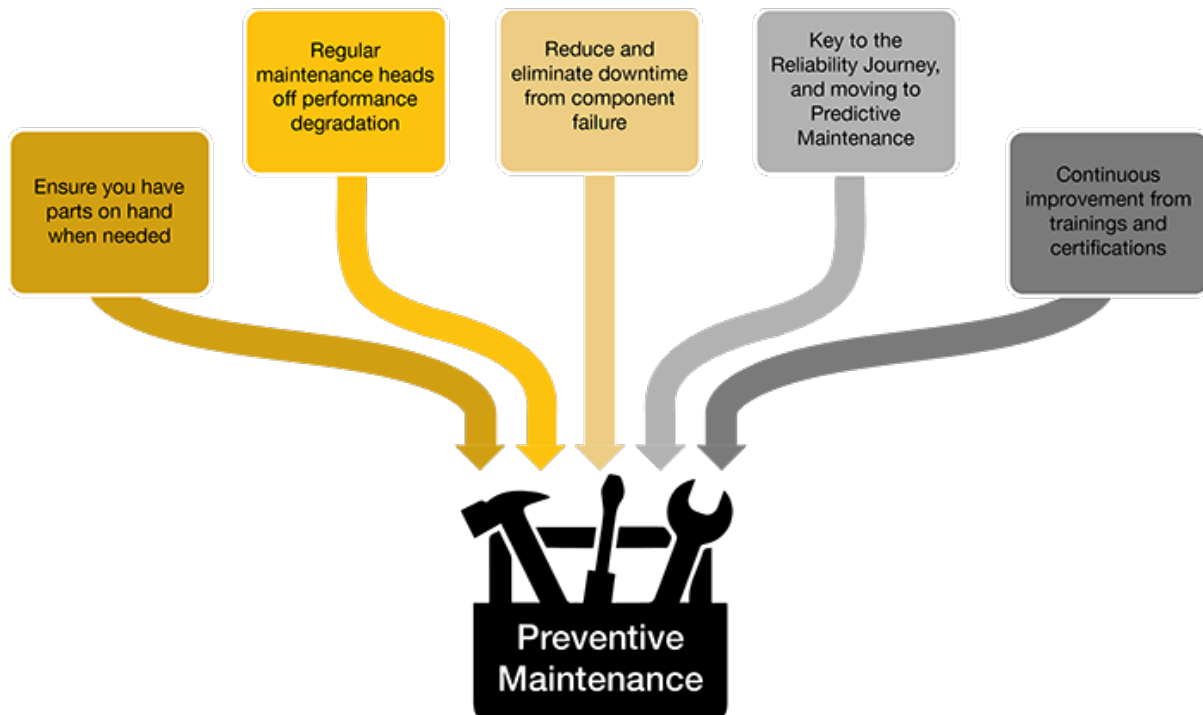 Ensure you have
parts on hand
when needed
Regular
maintenance heads
off performance
degradation
Reduce and
eliminate downtime
from component
failure
Key to the
Reliability Journey,
and moving to
Predictive
Maintenance
Continuous
improvement from
trainings and
certifications
Preventive
Maintenance